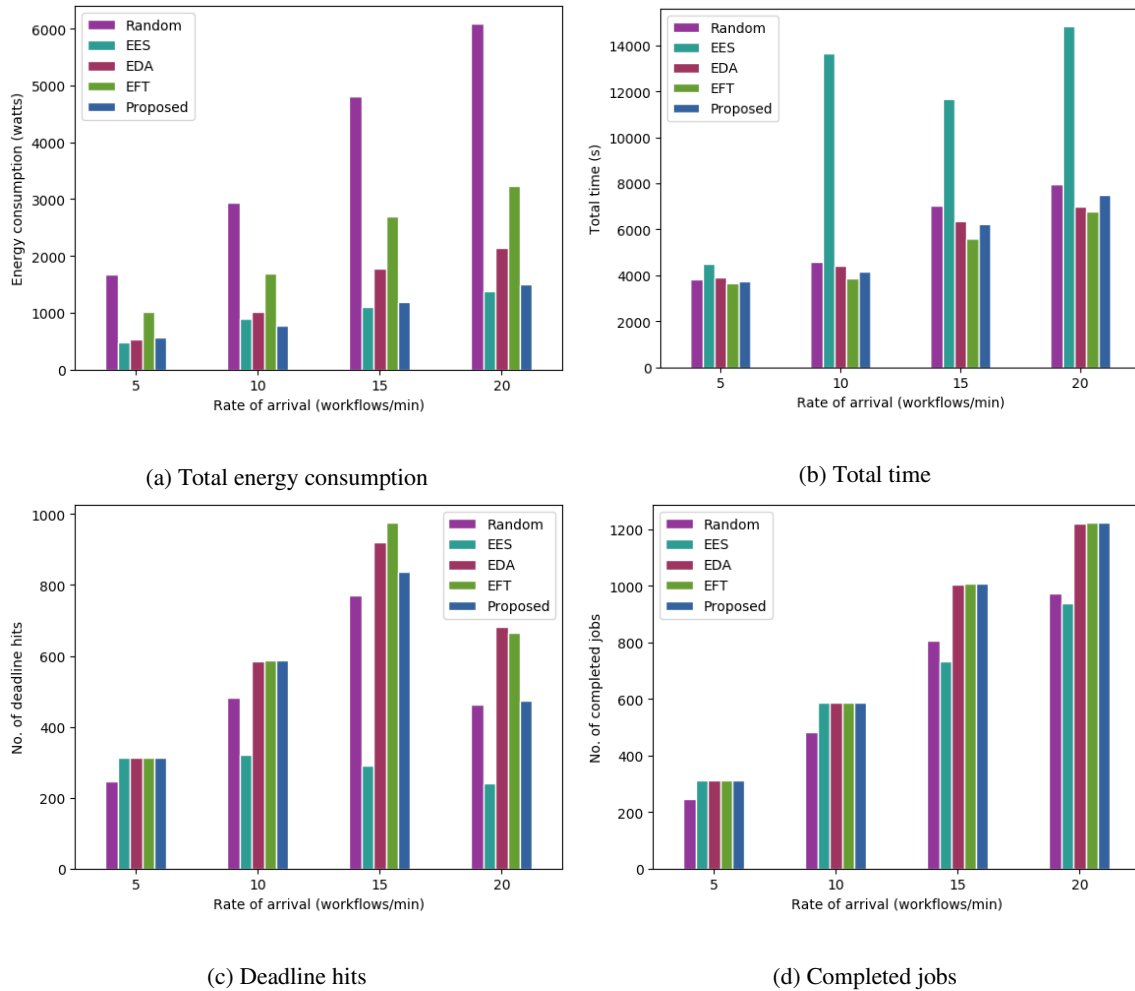 Random
EES
EDA
EFT
Proposed
6000
5000
4000
3000
2000
1000
0
Energy consumption (watts)
5 10 15 20
Rate of arrival (workflows/min)
(a) Total energy consumption
Random
EES
EDA
EFT
Proposed
14000
12000
10000
8000
6000
4000
2000
0
Total time (s)
5 10 15 20
Rate of arrival (workflows/min)
(b) Total time
Random
EES
EDA
EFT
Proposed
1000
800
600
400
200
0
No. of deadline hits
5 10 15 20
Rate of arrival (workflows/min)
(c) Deadline hits
Random
EES
EDA
EFT
Proposed
1200
1000
800
600
400
200
0
No. of completed jobs
5 10 15 20
Rate of arrival (workflows/min)
(d) Completed jobs